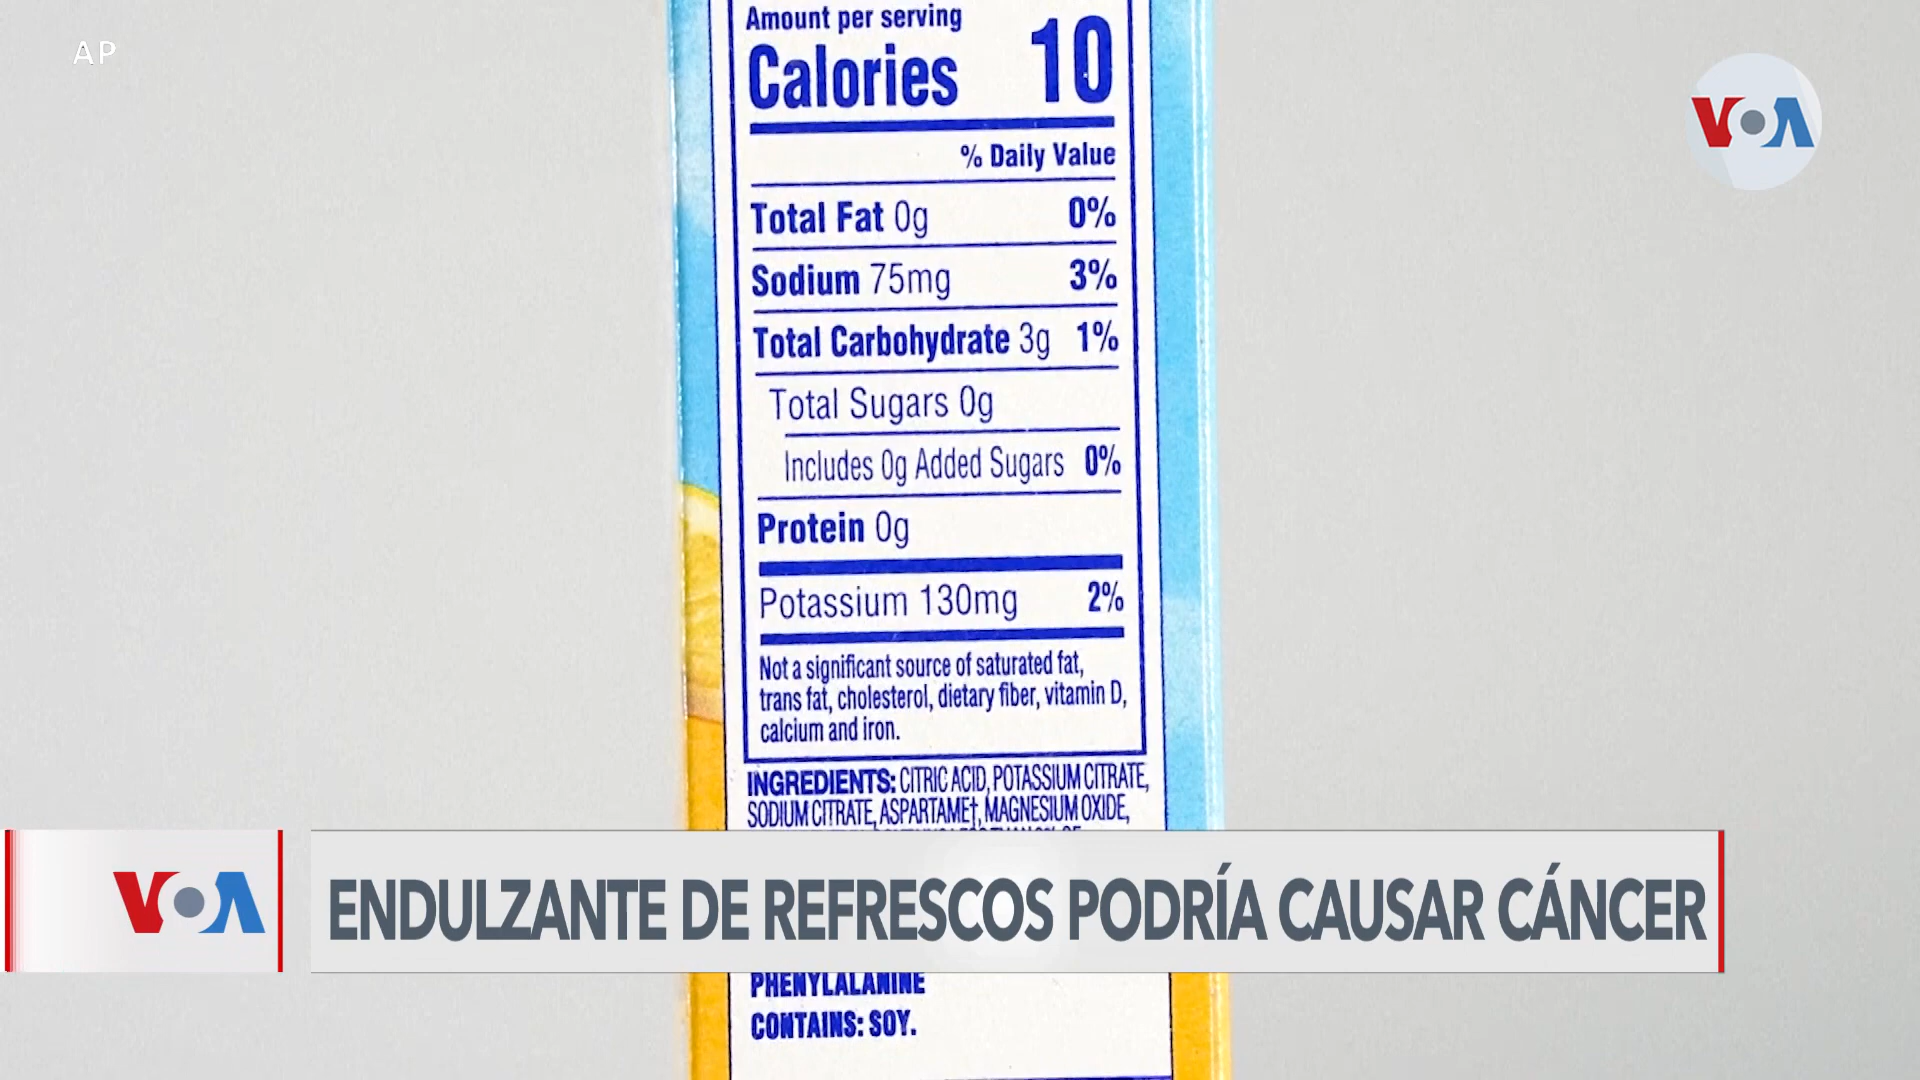 AP
VOA
Amount per serving
Calories 10
% Daily Value
Total Fat 0g 0%
Sodium 75mg 3%
Total Carbohydrate 3g 1%
Total Sugars 0g
Includes 0g Added Sugars 0%
Protein 0g
Potassium 130mg 2%
Not a significant source of saturated fat,
trans fat, cholesterol, dietary fiber, vitamin D,
calcium and iron.
INGREDIENTS: CITRIC ACID, POTASSIUM CITRATE,
SODIUM CITRATE, ASPARTAME†, MAGNESIUM OXIDE,
VOA
ENDULZANTE DE REFRESCOS PODRÍA CAUSAR CÁNCER
PHENYLALANINE
CONTAINS: SOY.